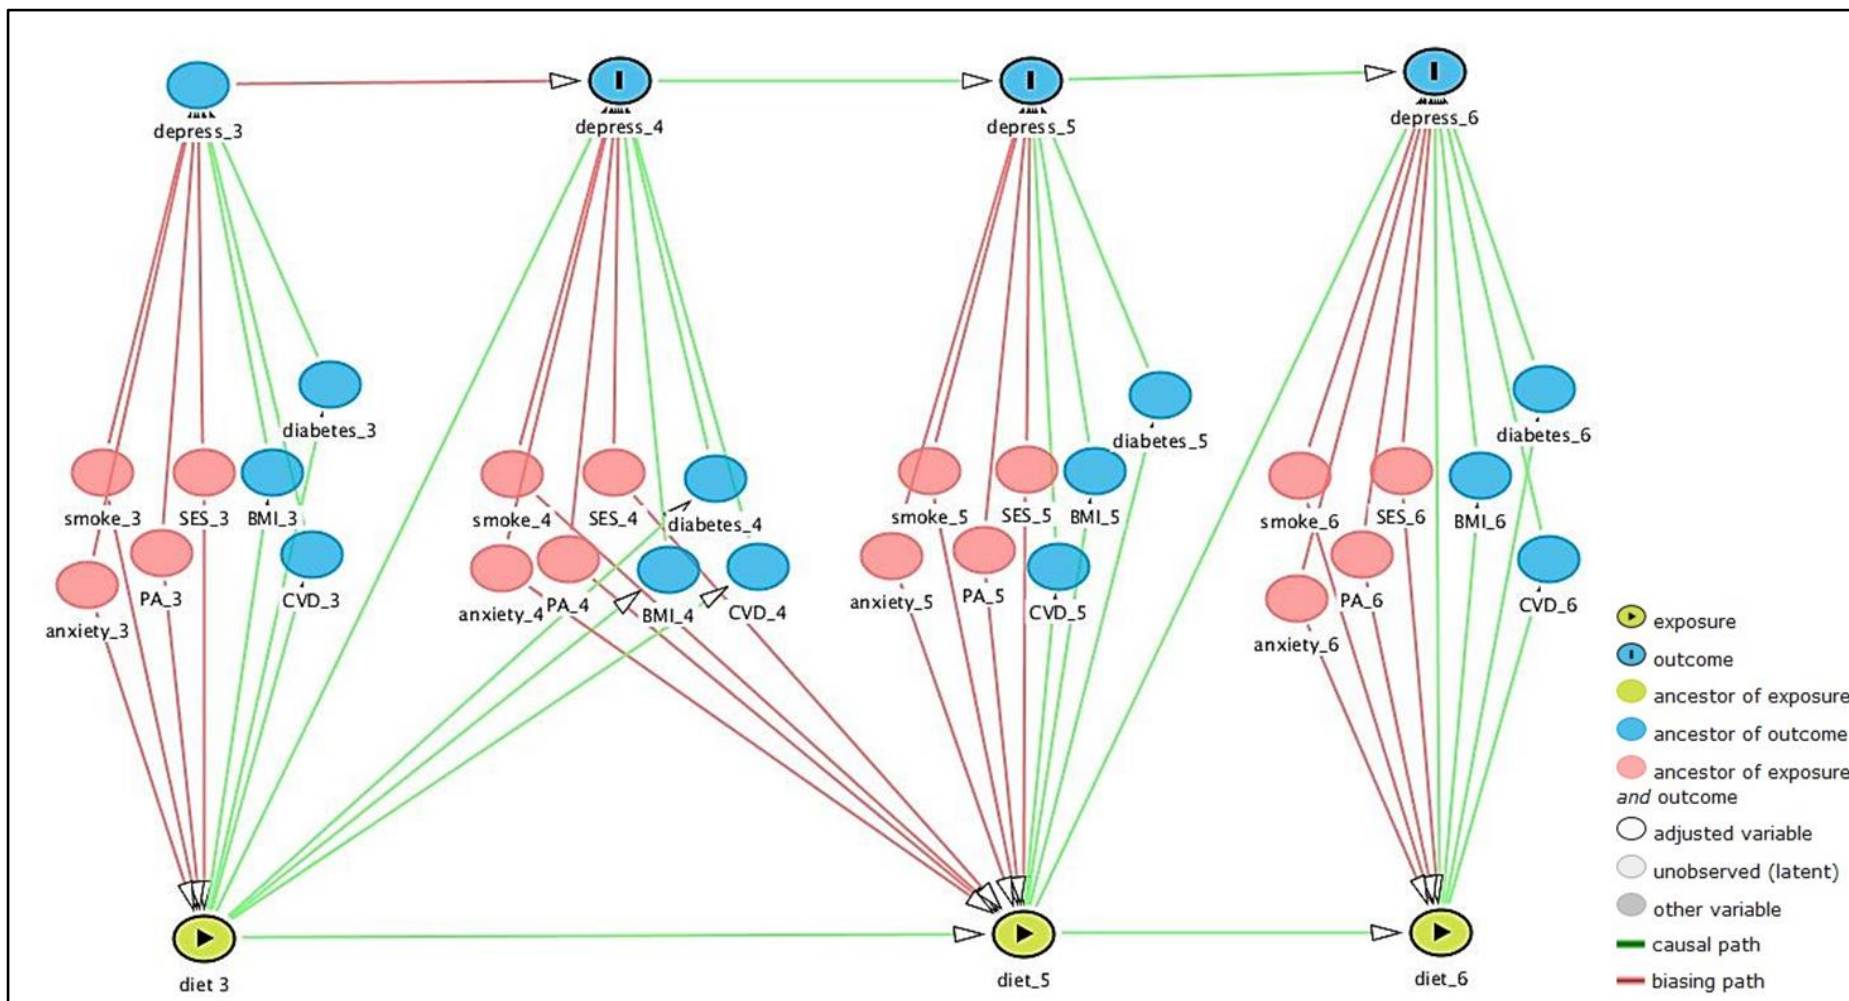 depress_3
depress_4
depress_5
depress_6
diabetes_3
diabetes_5
diabetes_6
smoke_3
SES_3
BMI_3
smoke_4
SES_4
diabetes_4
smoke_5
SES_5
BMI_5
smoke_6
SES_6
BMI_6
anxiety_3
PA_3
CVD_3
anxiety_4
PA_4
BMI_4
CVD_4
anxiety_5
PA_5
CVD_5
anxiety_6
PA_6
CVD_6
diet 3
diet_5
diet_6
exposure
outcome
ancestor of exposure
ancestor of outcome
ancestor of exposure
and outcome
adjusted variable
unobserved (latent)
other variable
causal path
biasing path